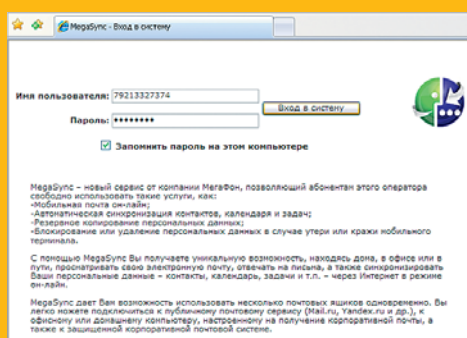 MegaSync - Вход в систему
Имя пользователя: 79213327374
Вход в систему
Пароль: ••••••••
Запомнить пароль на этом компьютере
MegaSync – новый сервис от компании МегаФон, позволяющий абонентам этого оператора
свободно использовать такие услуги, как:
-Мобильная почта он-лайн;
-Автоматическая синхронизация контактов, календаря и задач;
-Резервное копирование персональных данных;
-Блокирование или удаление персональных данных в случае утери или кражи мобильного
терминала.
С помощью MegaSync Вы получаете уникальную возможность, находясь дома, в офисе или в
пути, просматривать свою электронную почту, отвечать на письма, а также синхронизировать
Ваши персональные данные – контакты, календарь, задачи и т.п. – через Интернет в режиме
он-лайн.
MegaSync дает Вам возможность использовать несколько почтовых ящиков одновременно. Вы
легко можете подключиться к публичному почтовому сервису (Mail.ru, Yandex.ru и др.), к
офисному или домашнему компьютеру, настроенному на получение корпоративной почты, а
также к защищенной корпоративной почтовой системе.